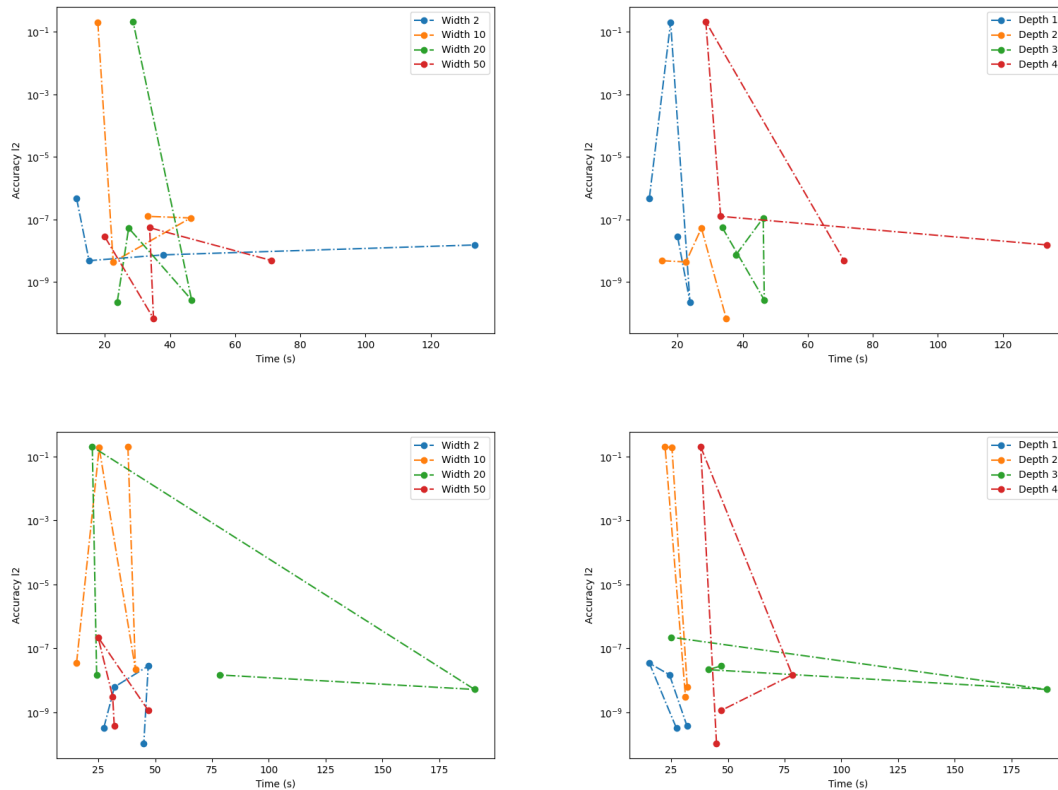 10⁻¹
10⁻³
10⁻⁵
10⁻⁷
10⁻⁹
Accuracy l2
20 40 60 80 100 120
Time (s)
Width 2
Width 10
Width 20
Width 50
10⁻¹
10⁻³
10⁻⁵
10⁻⁷
10⁻⁹
Accuracy l2
20 40 60 80 100 120
Time (s)
Depth 1
Depth 2
Depth 3
Depth 4
10⁻¹
10⁻³
10⁻⁵
10⁻⁷
10⁻⁹
Accuracy l2
25 50 75 100 125 150 175
Time (s)
Width 2
Width 10
Width 20
Width 50
10⁻¹
10⁻³
10⁻⁵
10⁻⁷
10⁻⁹
Accuracy l2
25 50 75 100 125 150 175
Time (s)
Depth 1
Depth 2
Depth 3
Depth 4